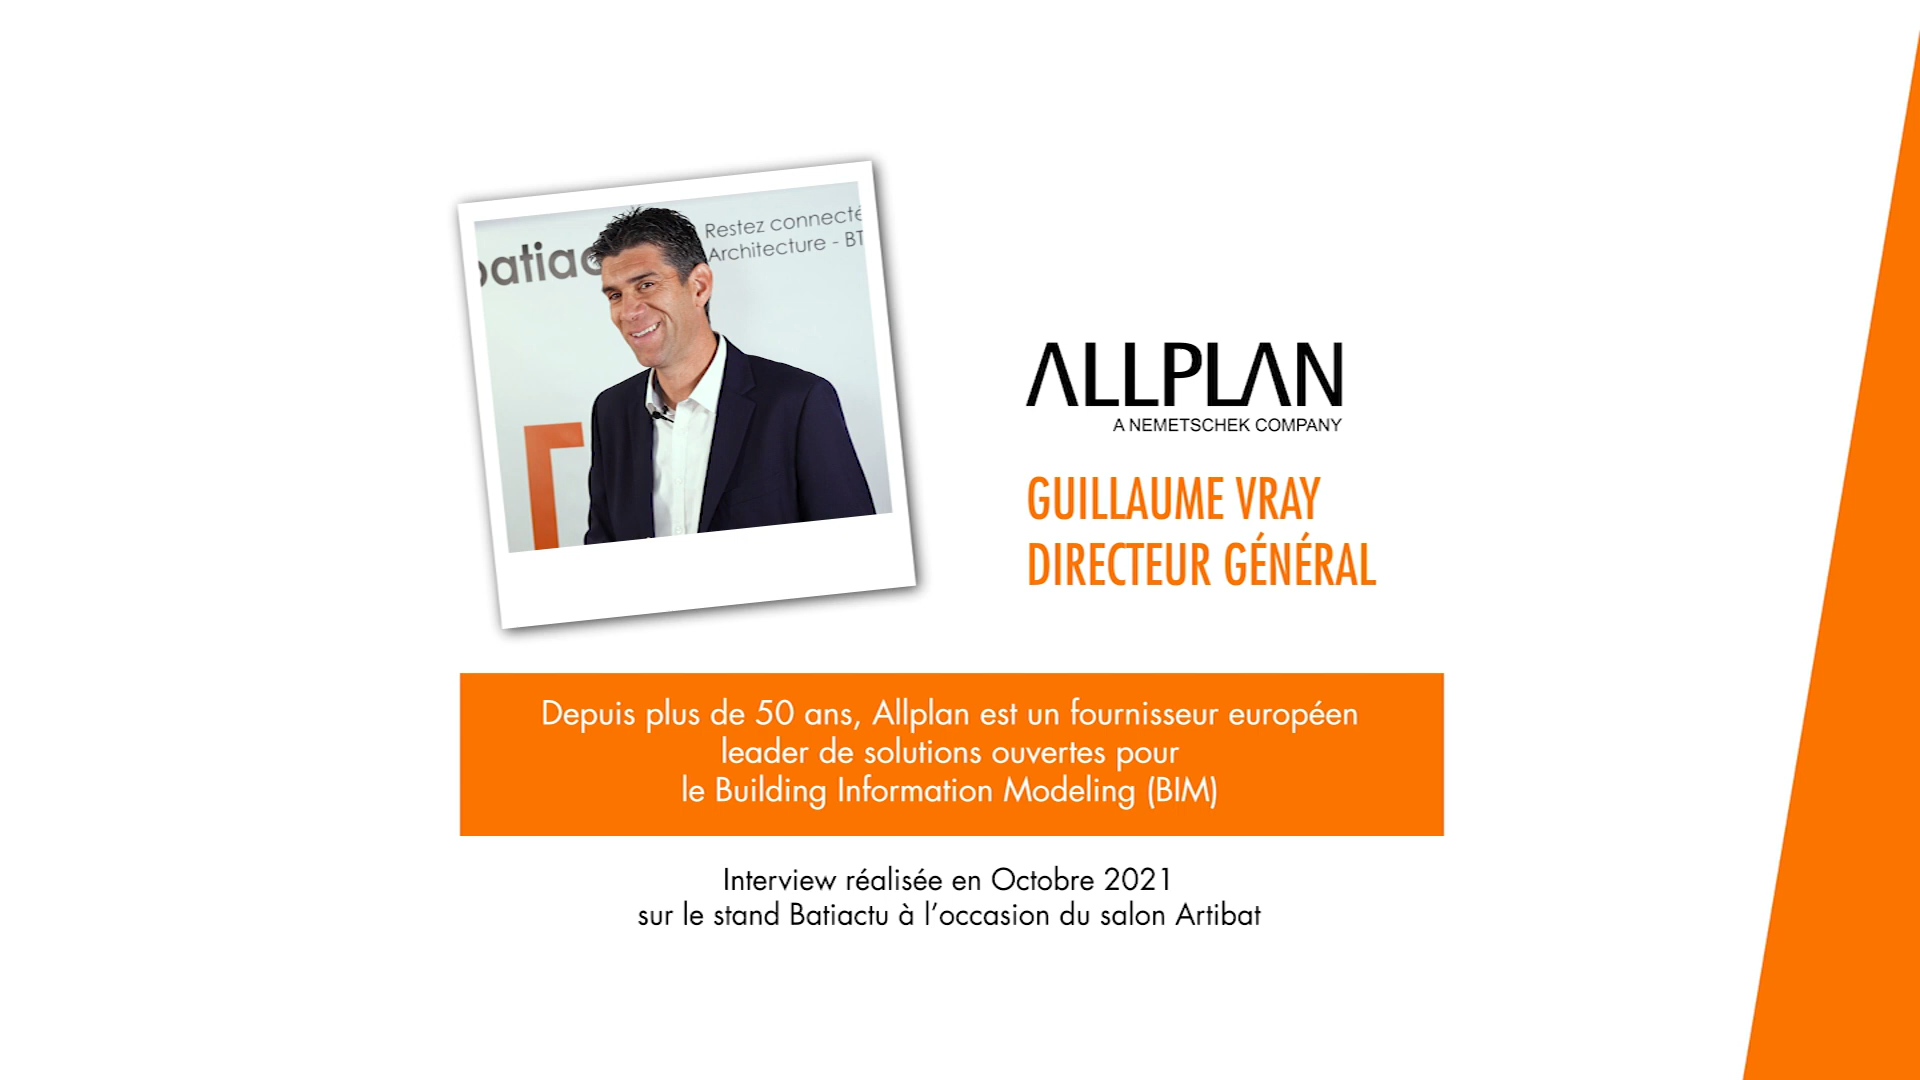 batiac
Restez connecté
Architecture - BT
ALLPLAN
A NEMETSCHEK COMPANY
GUILLAUME VRAY
DIRECTEUR GÉNÉRAL
Depuis plus de 50 ans, Allplan est un fournisseur européen
leader de solutions ouvertes pour
le Building Information Modeling (BIM)
Interview réalisée en Octobre 2021
sur le stand Batiactu à l’occasion du salon Artibat